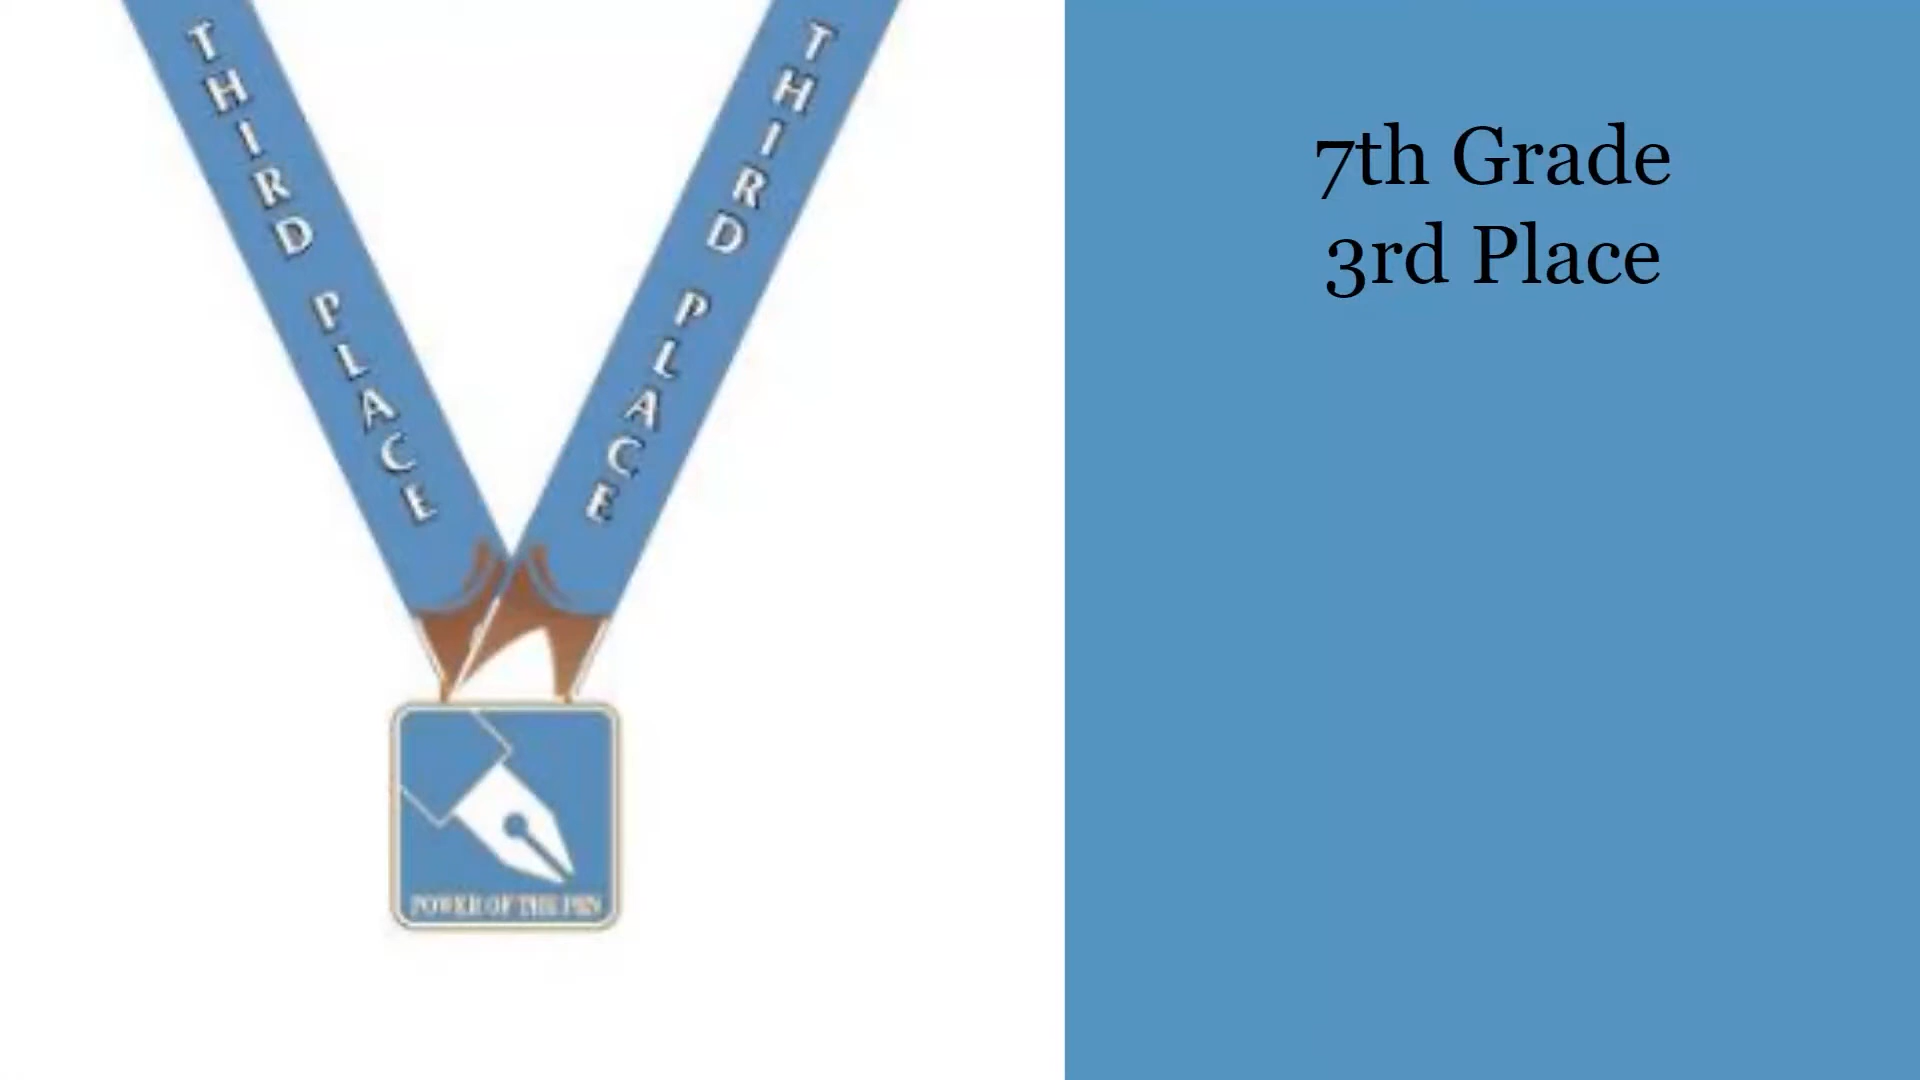 THIRD PLACE
THIRD PLACE
POWER OF THE PEN
7th Grade
3rd Place